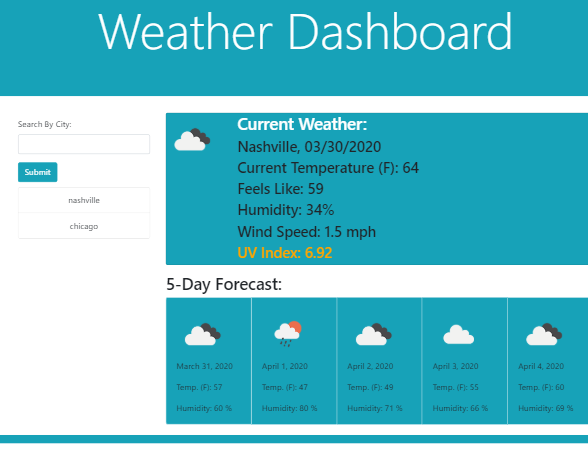 Weather Dashboard
Search By City:
Submit
nashville
chicago
Current Weather:
Nashville, 03/30/2020
Current Temperature (F): 64
Feels Like: 59
Humidity: 34%
Wind Speed: 1.5 mph
UV Index: 6.92
5-Day Forecast:
March 31, 2020
Temp. (F): 57
Humidity: 60 %
April 1, 2020
Temp. (F): 47
Humidity: 80 %
April 2, 2020
Temp. (F): 49
Humidity: 71 %
April 3, 2020
Temp. (F): 55
Humidity: 66 %
April 4, 2020
Temp. (F): 60
Humidity: 69 %